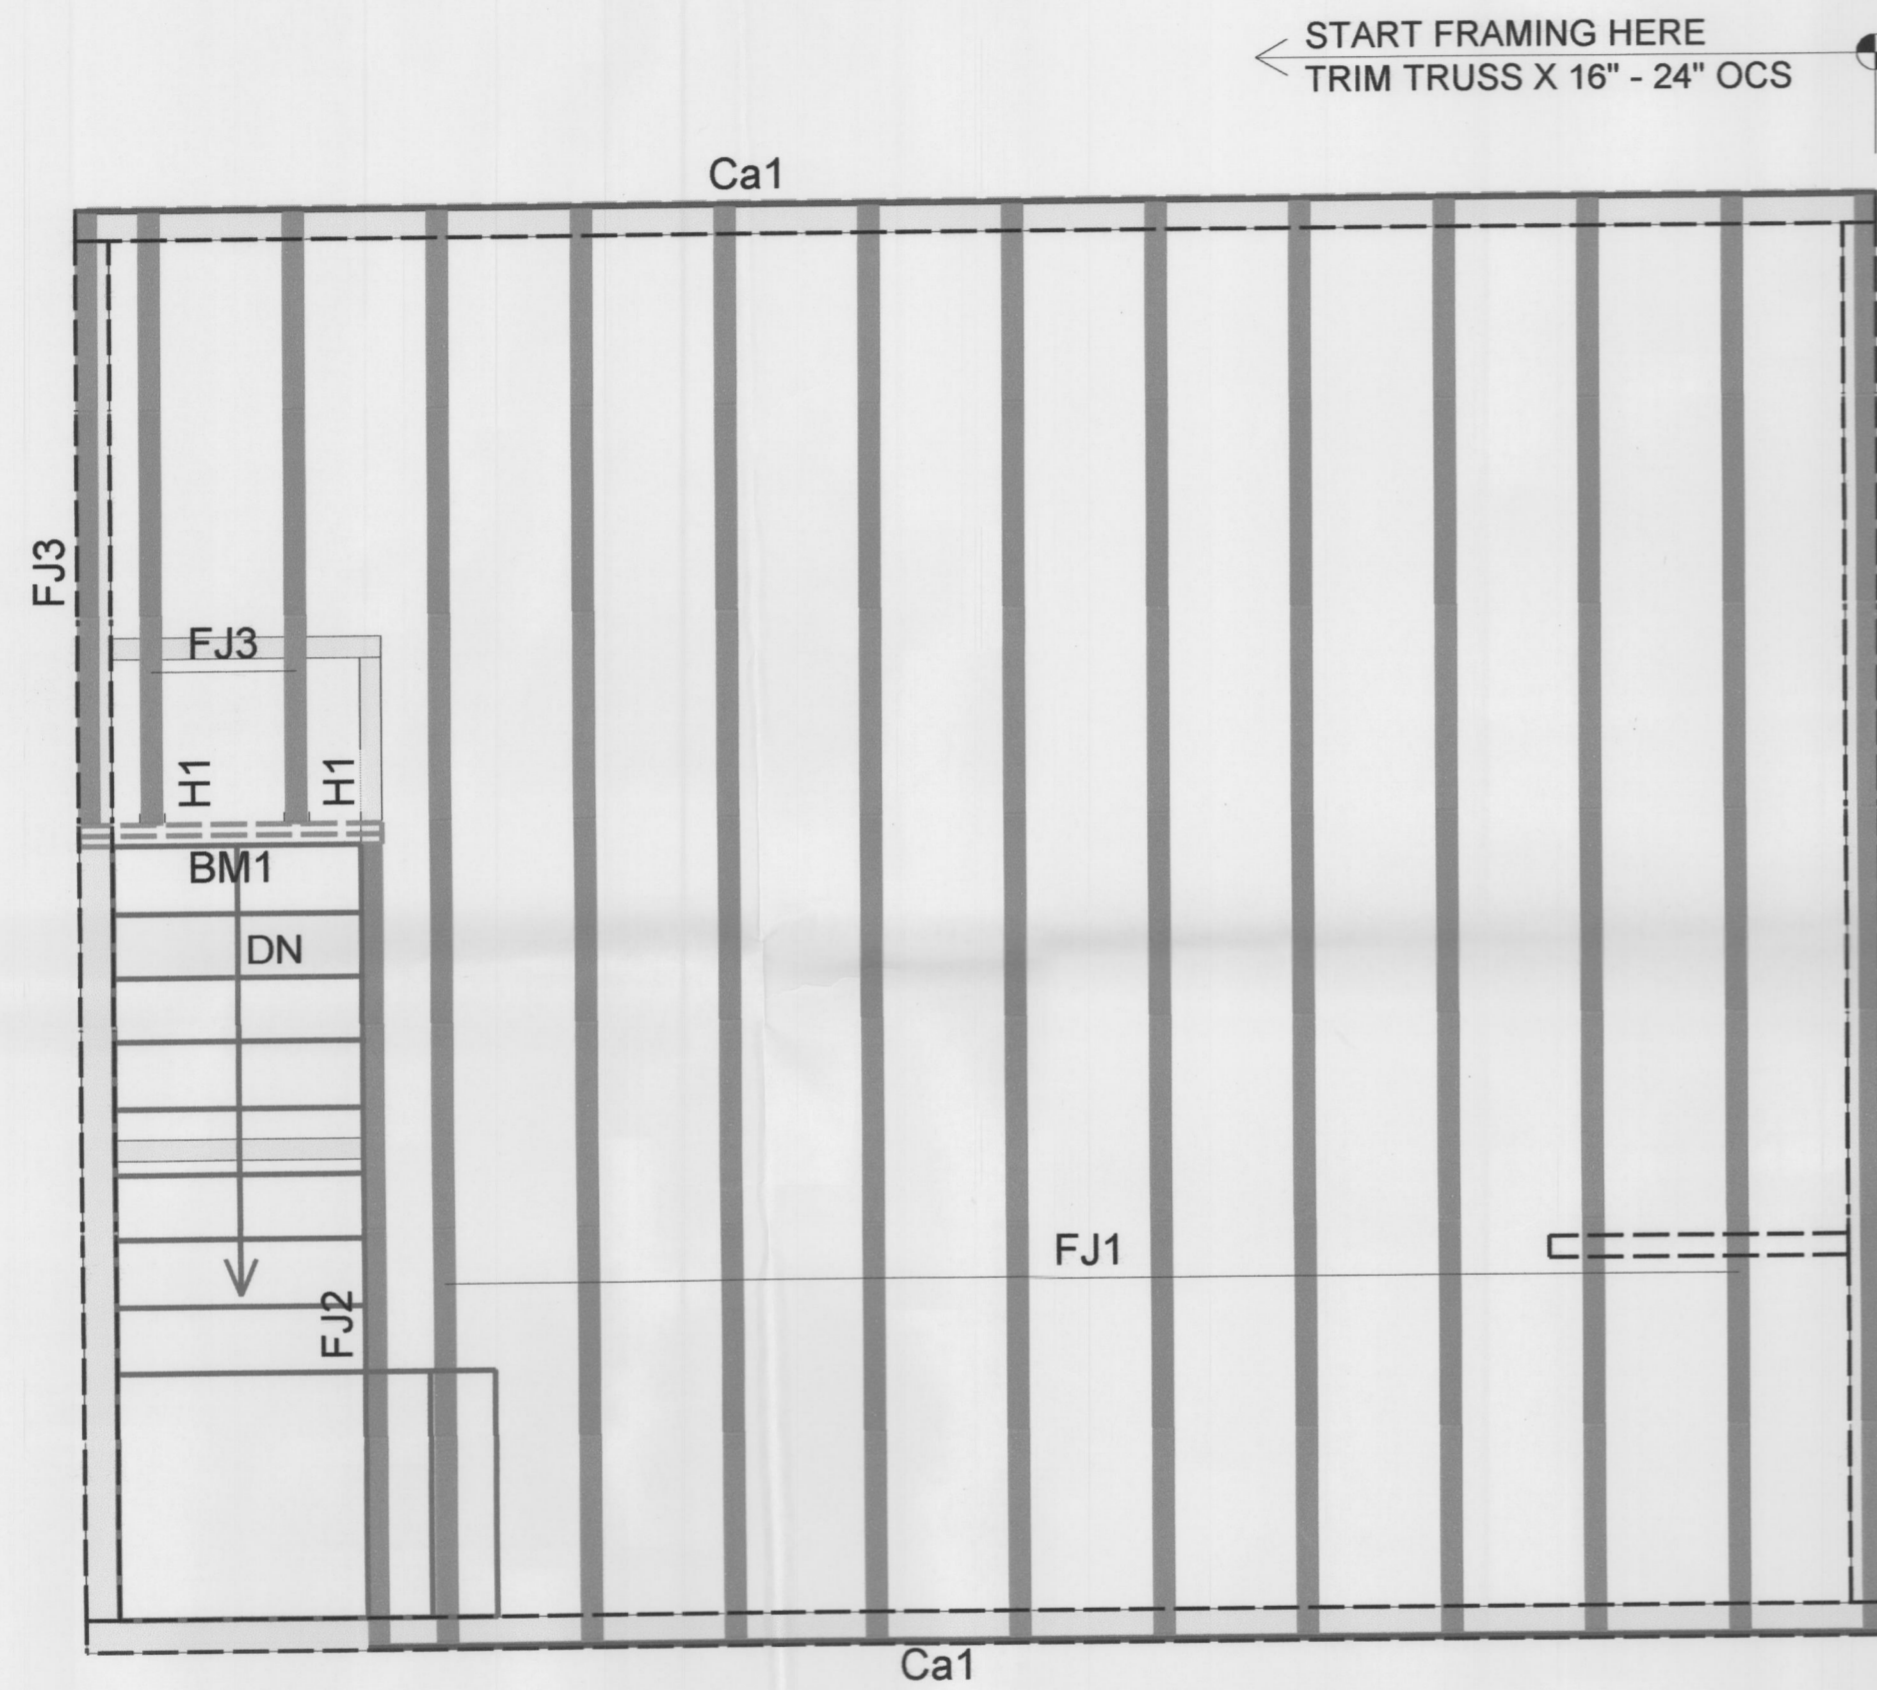 START FRAMING HERE
TRIM TRUSS X 16" - 24" OCS
Ca1
FJ3
FJ3
H1
H1
BM1
DN
FJ1
FJ2
Ca1